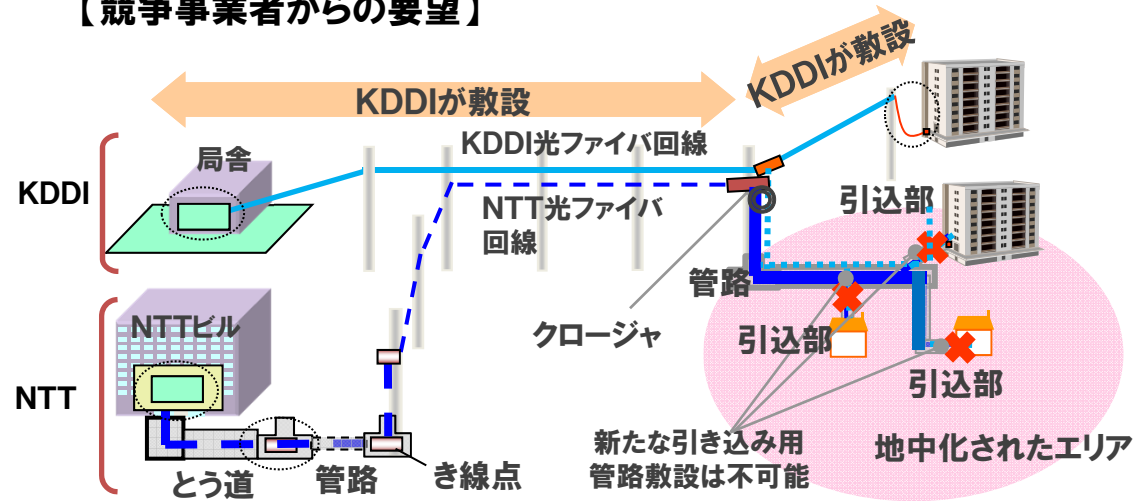 【競争事業者からの要望】
KDDIが敷設
KDDIが敷設
KDDI光ファイバ回線
局舎
KDDI
NTT光ファイバ
回線
引込部
管路
クロージャ
引込部
引込部
NTTビル
NTT
新たな引き込み用
管路敷設は不可能
地中化されたエリア
とう道
管路
き線点